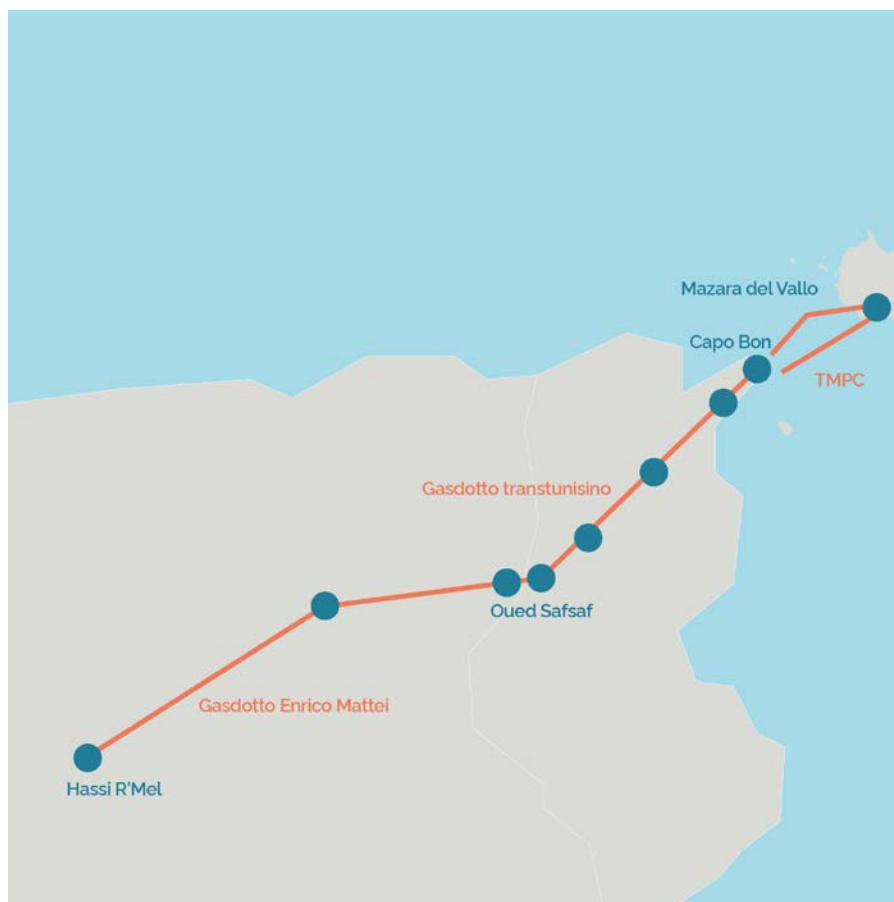 Mazara del Vallo
Capo Bon
TMPC
Gasdotto transtunisino
Oued Safsaf
Gasdotto Enrico Mattei
Hassi R'Mel